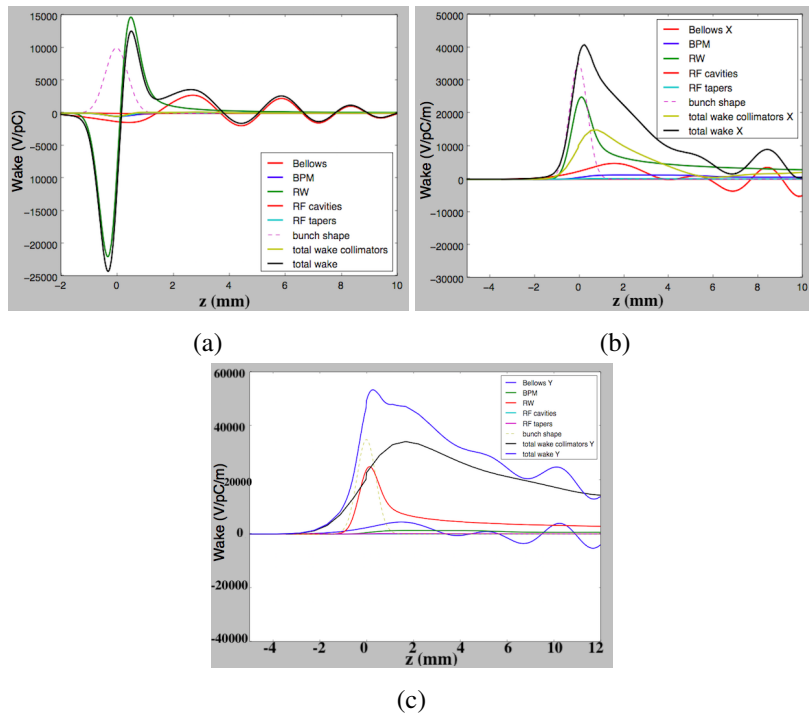 15000
10000
5000
0
−5000
−10000
−15000
−20000
−25000
Wake (V/pC)
Bellows
BPM
RW
RF cavities
RF tapers
bunch shape
total wake collimators
total wake
−2 0 2 4 6 8 10
z (mm)
(a)
50000
40000
30000
20000
10000
0
−10000
−20000
−30000
Wake (V/pC/m)
Bellows X
BPM
RW
RF cavities
RF tapers
bunch shape
total wake collimators X
total wake X
−4 −2 0 2 4 6 8 10
z (mm)
(b)
60000
40000
20000
0
-20000
-40000
Wake (V/pC/m)
Bellows Y
BPM
RW
RF cavities
RF tapers
bunch shape
total wake collimators Y
total wake Y
-4 -2 0 2 4 6 8 10 12
z (mm)
(c)